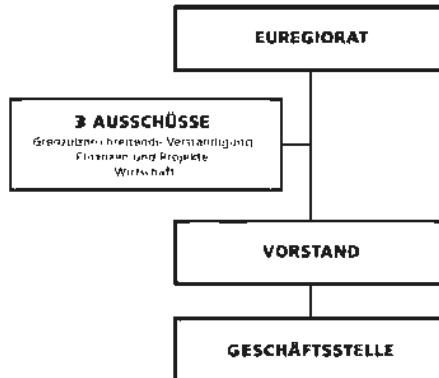 EUREGIORAT
3 AUSSCHÜSSE
Grenzüberschreitende Verständigung
Finanzen und Projekte
Wirtschaft
VORSTAND
GESCHÄFTSSTELLE